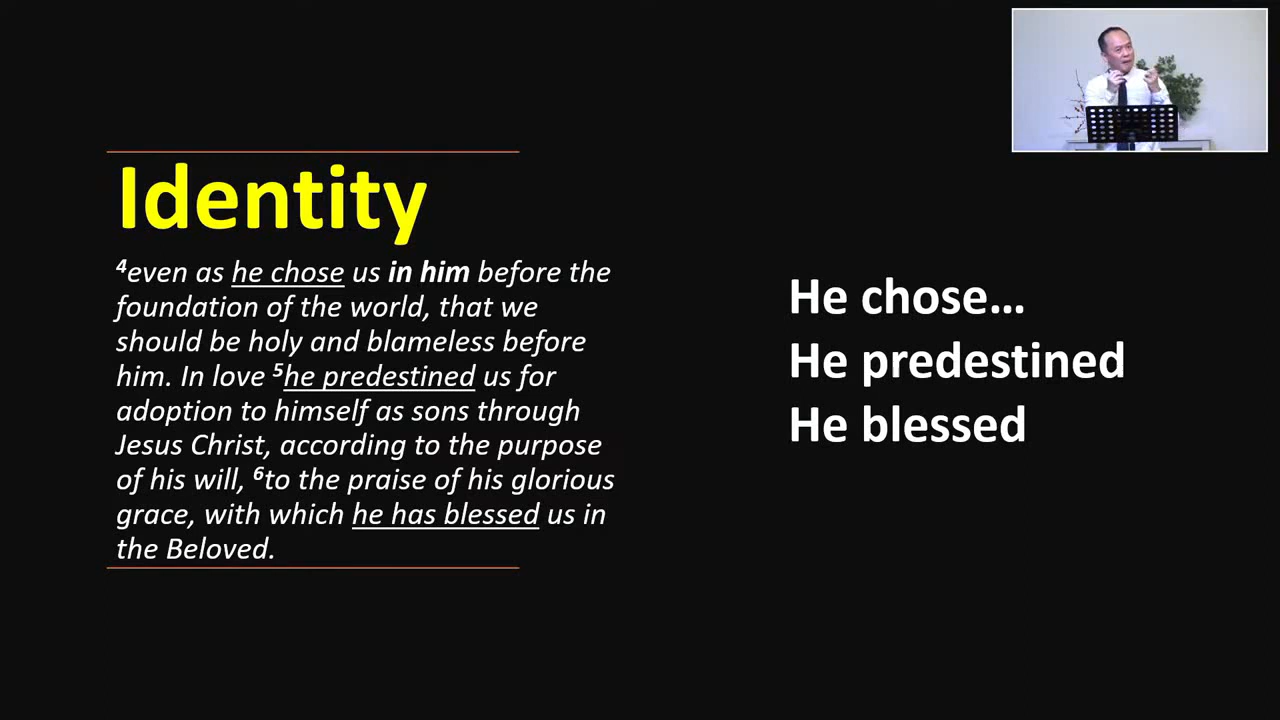 Identity
⁴even as he chose us in him before the
foundation of the world, that we
should be holy and blameless before
him. In love ⁵he predestined us for
adoption to himself as sons through
Jesus Christ, according to the purpose
of his will, ⁶to the praise of his glorious
grace, with which he has blessed us in
the Beloved.
He chose...
He predestined
He blessed